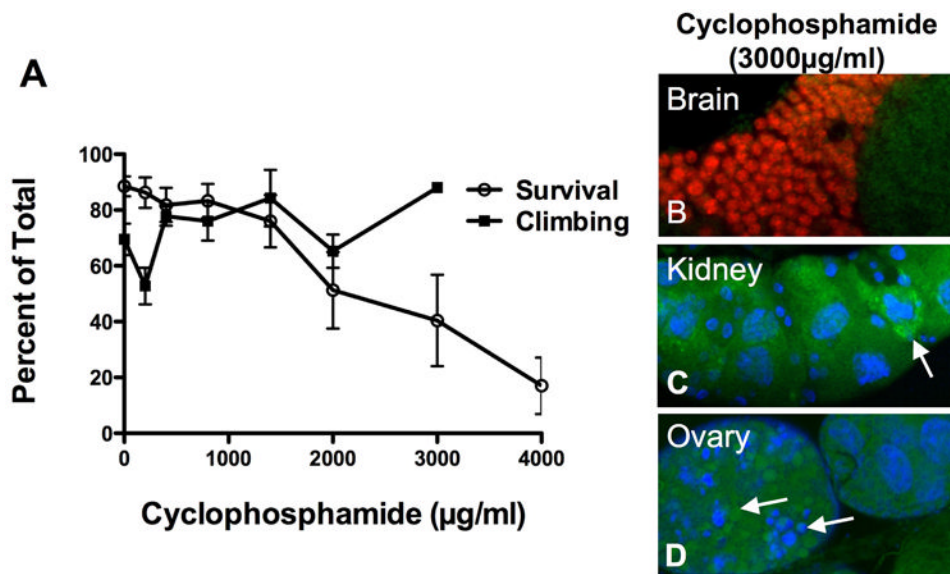 A
Percent of Total
100
80
60
40
20
0
0
1000
2000
3000
4000
Cyclophosphamide (µg/ml)
Survival
Climbing
Cyclophosphamide
(3000µg/ml)
Brain
B
Kidney
C
Ovary
D